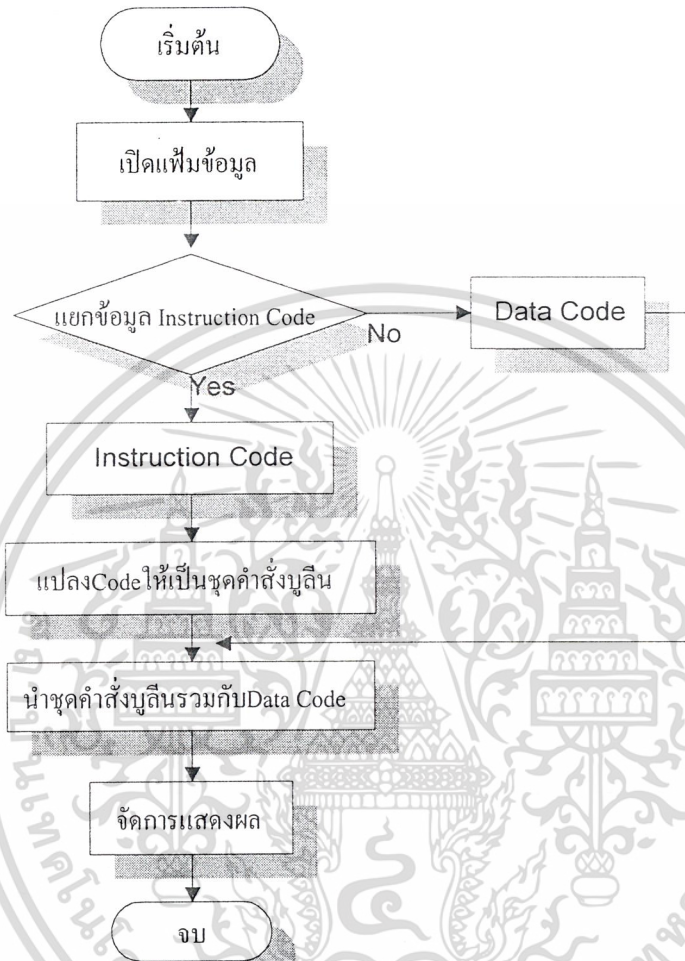 เริ่มต้น
เปิดแฟ้มข้อมูล
แยกข้อมูล Instruction Code
Data Code
No
Yes
Instruction Code
แปลงCodeให้เป็นชุดคำสั่งบูลีน
นำชุดคำสั่งบูลีนรวมกับData Code
จัดการแสดงผล
จบ